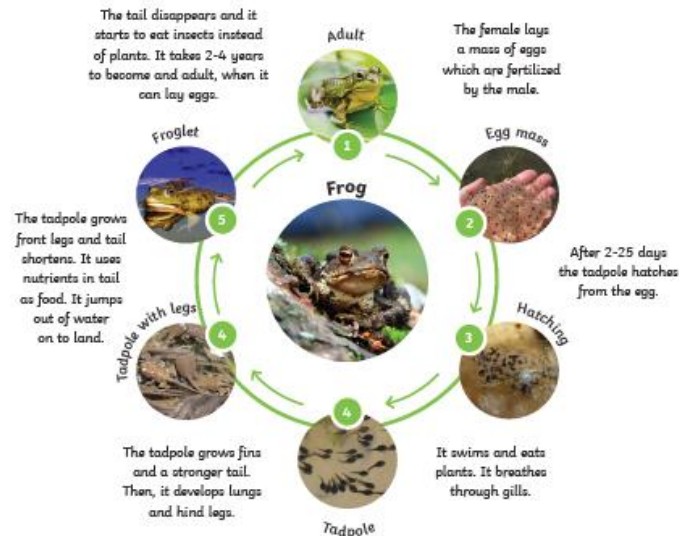 Adult
1
The female lays
a mass of eggs
which are fertilized
by the male.
Egg mass
2
After 2-25 days
the tadpole hatches
from the egg.
Hatching
3
It swims and eats
plants. It breathes
through gills.
Tadpole
4
The tadpole grows fins
and a stronger tail.
Then, it develops lungs
and hind legs.
Tadpole with legs
4
The tadpole grows
front legs and tail
shortens. It uses
nutrients in tail
as food. It jumps
out of water
on to land.
Froglet
5
The tail disappears and it
starts to eat insects instead
of plants. It takes 2-4 years
to become and adult, when it
can lay eggs.
Frog